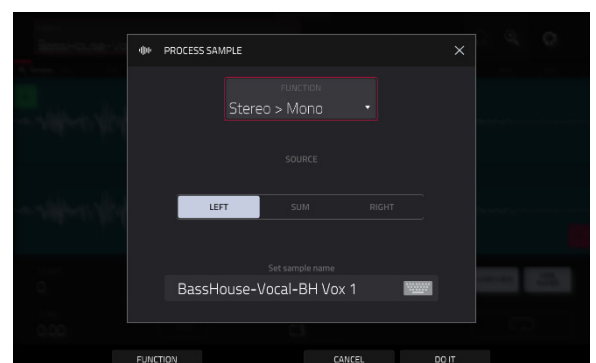 PROCESS SAMPLE
FUNCTION
Stereo > Mono
SOURCE
LEFT SUM RIGHT
Set sample name
BassHouse-Vocal-BH Vox 1
FUNCTION CANCEL DO IT